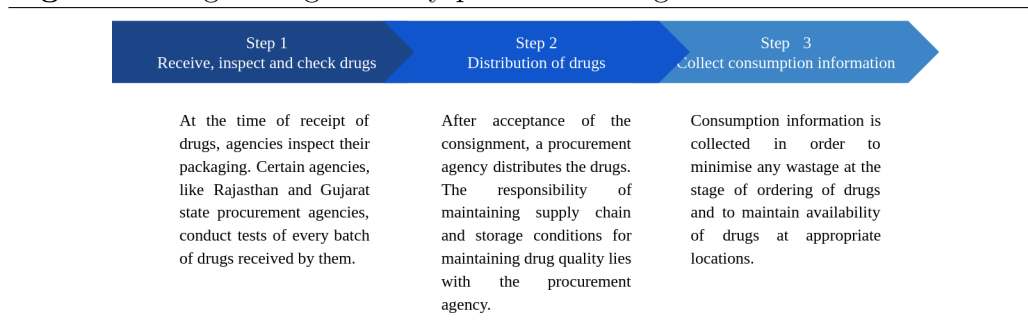 Step 1
Receive, inspect and check drugs
Step 2
Distribution of drugs
Step 3
Collect consumption information
At the time of receipt of
drugs, agencies inspect their
packaging. Certain agencies,
like Rajasthan and Gujarat
state procurement agencies,
conduct tests of every batch
of drugs received by them.
After acceptance of the
consignment, a procurement
agency distributes the drugs.
The responsibility of
maintaining supply chain
and storage conditions for
maintaining drug quality lies
with the procurement
agency.
Consumption information is
collected in order to
minimise any wastage at the
stage of ordering of drugs
and to maintain availability
of drugs at appropriate
locations.